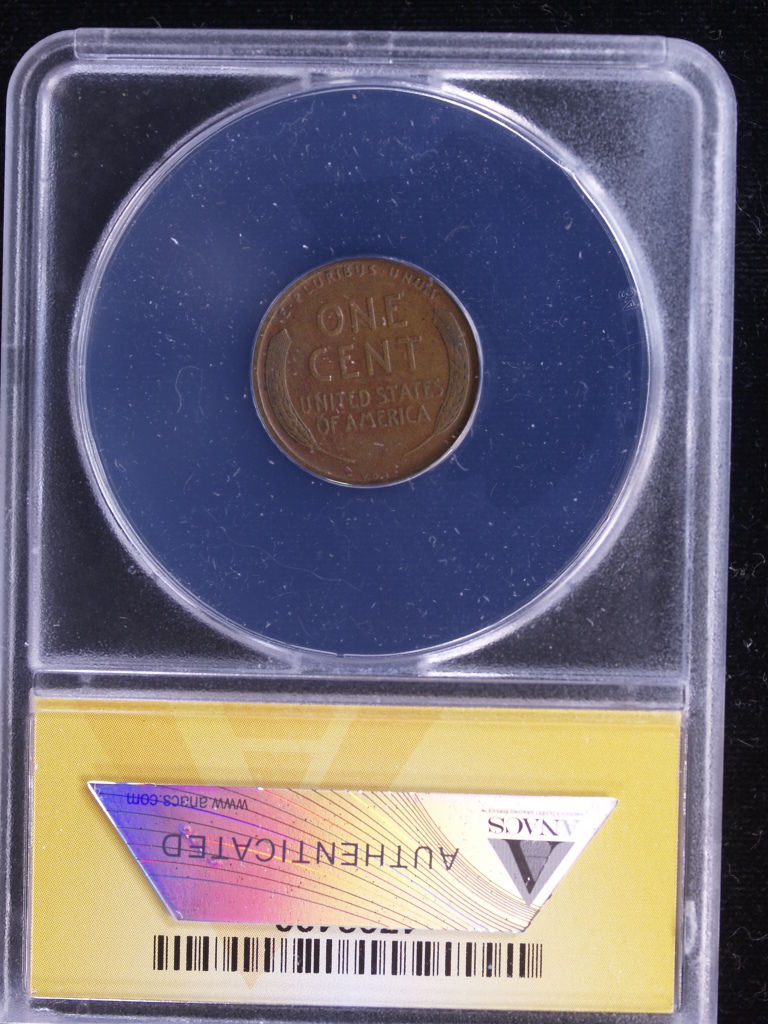 E · PLURIBUS · UNUM
ONE
CENT
UNITED STATES
OF AMERICA
www.anacs.com
ANACS
AUTHENTICATED